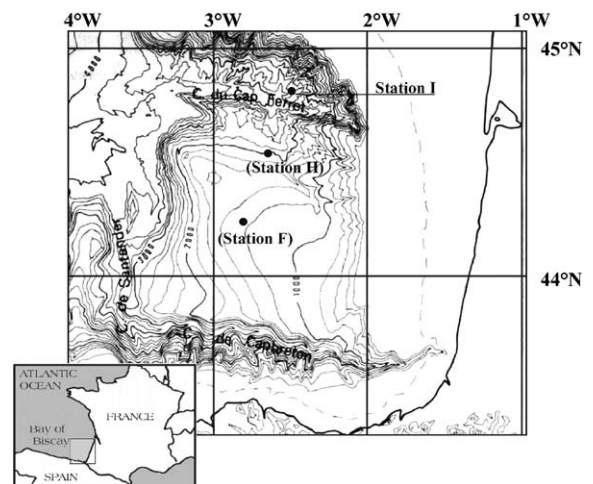 4°W 3°W 2°W 1°W
45°N
C. du Cap Ferret
Station I
(Station H)
(Station F)
2000
1000
C. de Santander
44°N
C. de Capbreton
ATLANTIC
OCEAN
FRANCE
Bay of
Biscay
SPAIN